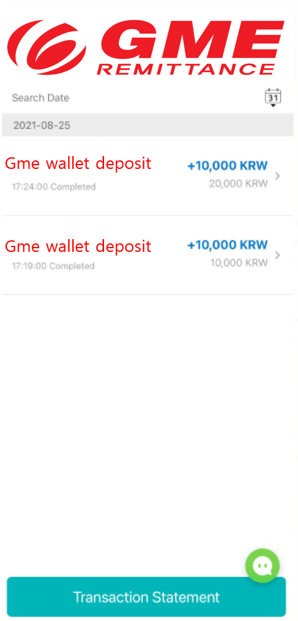 GME
REMITTANCE
Search Date
31
2021-08-25
Gme wallet deposit
+10,000 KRW
17:24:00 Completed
20,000 KRW
Gme wallet deposit
+10,000 KRW
17:19:00 Completed
10,000 KRW
Transaction Statement